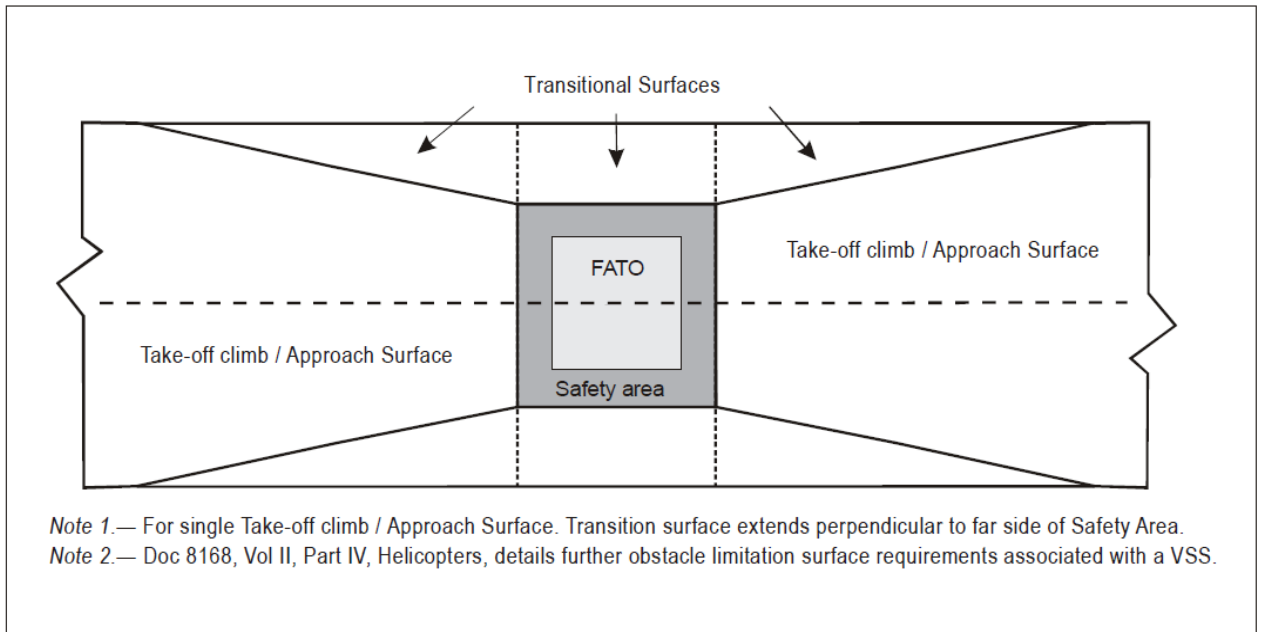 Transitional Surfaces
Take-off climb / Approach Surface
FATO
Take-off climb / Approach Surface
Safety area
Note 1.— For single Take-off climb / Approach Surface. Transition surface extends perpendicular to far side of Safety Area.
Note 2.— Doc 8168, Vol II, Part IV, Helicopters, details further obstacle limitation surface requirements associated with a VSS.